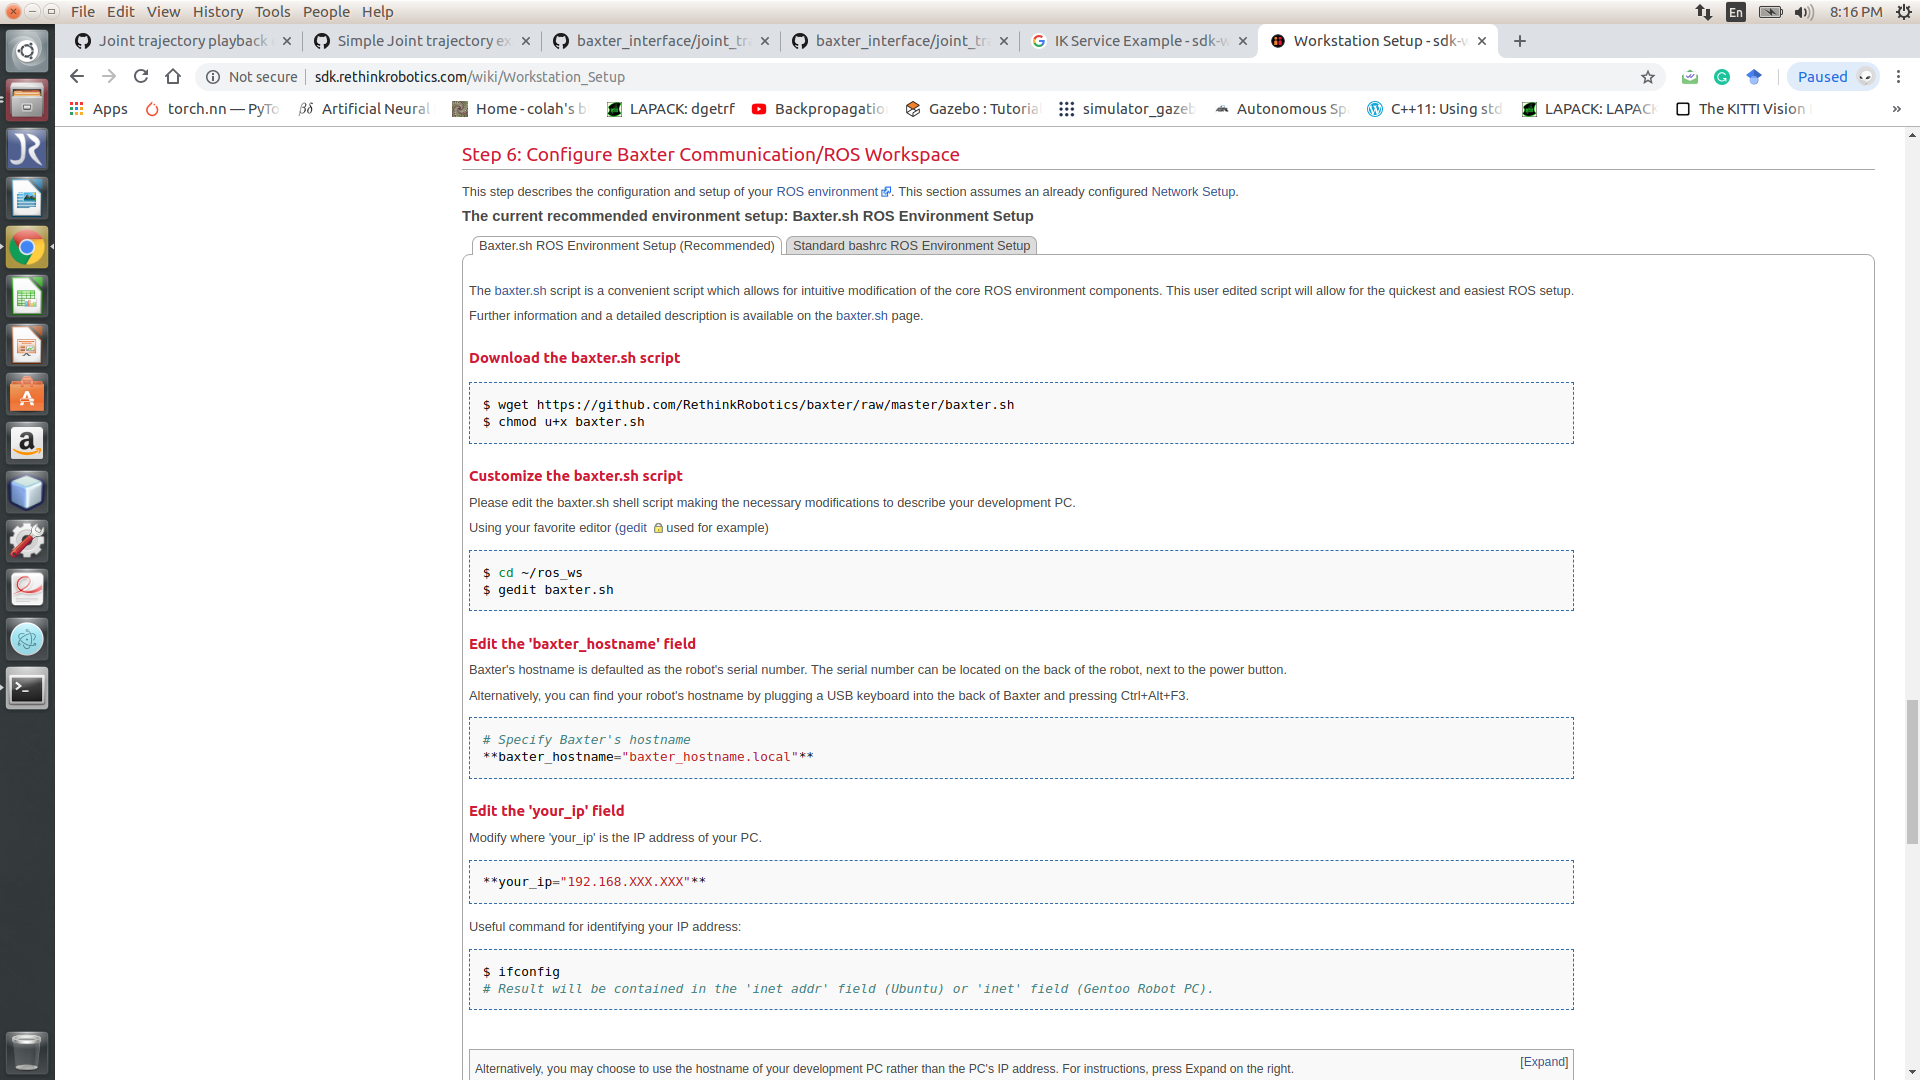 File Edit View History Tools People Help
En 8:16 PM
Joint trajectory playback
Simple Joint trajectory ex
baxter_interface/joint_tra
baxter_interface/joint_tr
IK Service Example - sdk-w
Workstation Setup - sdk-w
Not secure sdk.rethinkrobotics.com/wiki/Workstation_Setup
Paused
Apps
torch.nn — PyTo
Artificial Neural
Home - colah's b
LAPACK: dgetrf
Backpropagatio
Gazebo : Tutoria
simulator_gazeb
Autonomous Sp
C++11: Using std
LAPACK: LAPACK
The KITTI Vision
»
Step 6: Configure Baxter Communication/ROS Workspace
This step describes the configuration and setup of your ROS environment. This section assumes an already configured Network Setup.
The current recommended environment setup: Baxter.sh ROS Environment Setup
Baxter.sh ROS Environment Setup (Recommended)
Standard bashrc ROS Environment Setup
The baxter.sh script is a convenient script which allows for intuitive modification of the core ROS environment components. This user edited script will allow for the quickest and easiest ROS setup.
Further information and a detailed description is available on the baxter.sh page.
Download the baxter.sh script
$ wget https://github.com/RethinkRobotics/baxter/raw/master/baxter.sh
$ chmod u+x baxter.sh
Customize the baxter.sh script
Please edit the baxter.sh shell script making the necessary modifications to describe your development PC.
Using your favorite editor (gedit used for example)
$ cd ~/ros_ws
$ gedit baxter.sh
Edit the 'baxter_hostname' field
Baxter's hostname is defaulted as the robot's serial number. The serial number can be located on the back of the robot, next to the power button.
Alternatively, you can find your robot's hostname by plugging a USB keyboard into the back of Baxter and pressing Ctrl+Alt+F3.
# Specify Baxter's hostname
**baxter_hostname="baxter_hostname.local"**
Edit the 'your_ip' field
Modify where 'your_ip' is the IP address of your PC.
**your_ip="192.168.XXX.XXX"**
Useful command for identifying your IP address:
$ ifconfig
# Result will be contained in the 'inet addr' field (Ubuntu) or 'inet' field (Gentoo Robot PC).
[Expand]
Alternatively, you may choose to use the hostname of your development PC rather than the PC's IP address. For instructions, press Expand on the right.